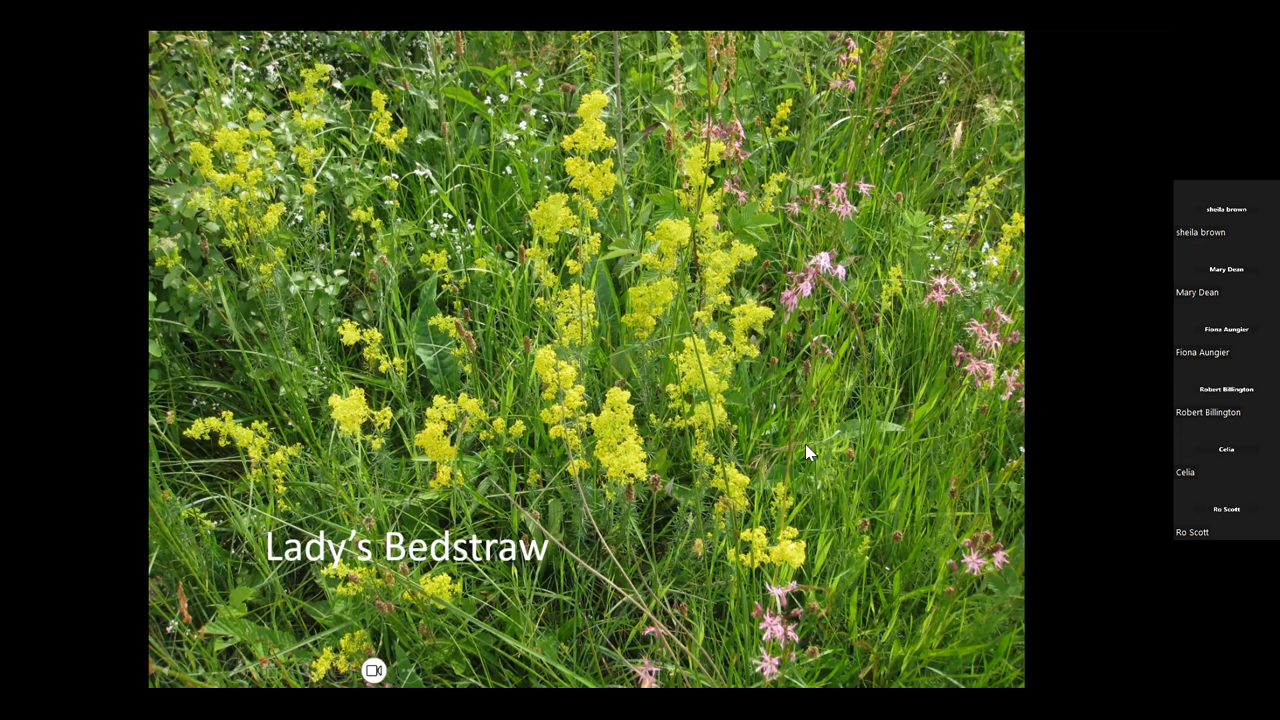 Lady's Bedstraw
sheila brown
sheila brown
Mary Dean
Mary Dean
Fiona Aungier
Fiona Aungier
Robert Billington
Robert Billington
Celia
Celia
Ro Scott
Ro Scott